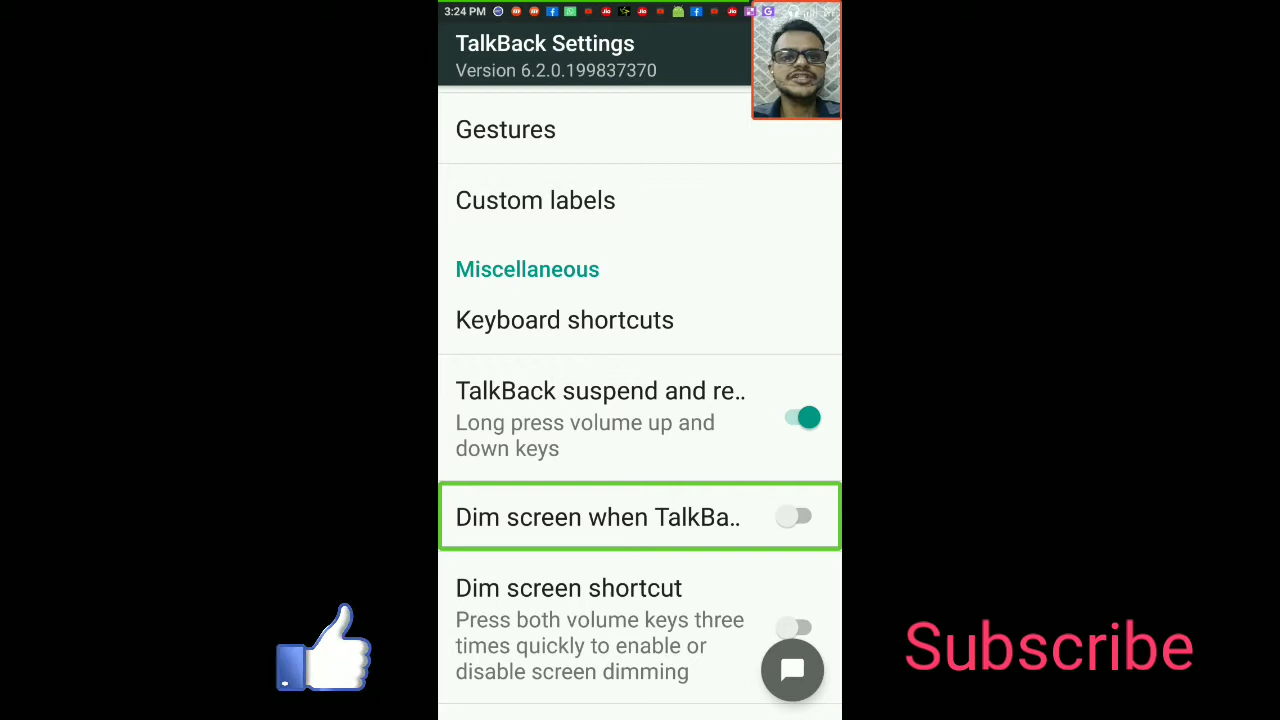 3:24 PM
TalkBack Settings
Version 6.2.0.199837370
Gestures
Custom labels
Miscellaneous
Keyboard shortcuts
TalkBack suspend and re..
Long press volume up and
down keys
Dim screen when TalkBa..
Dim screen shortcut
Press both volume keys three
times quickly to enable or
disable screen dimming
Subscribe